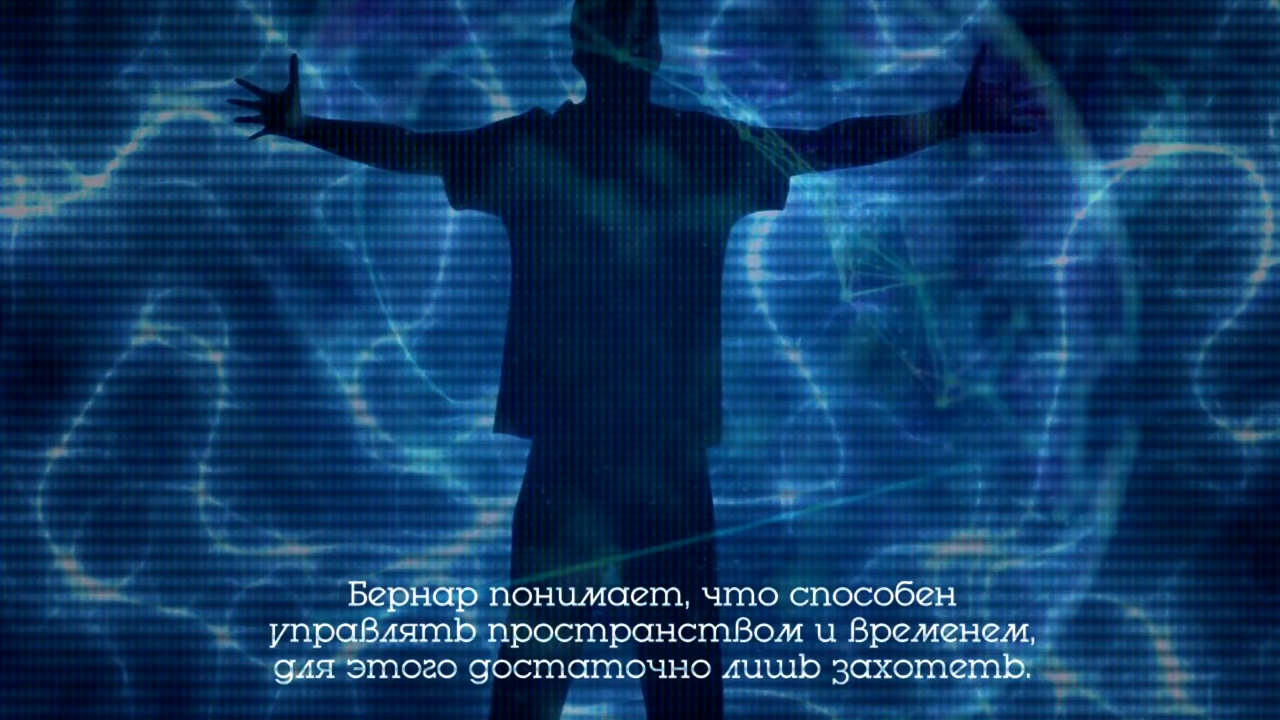 Бернар понимает, что способен
управлять пространством и временем,
для этого достаточно лишь захотеть.